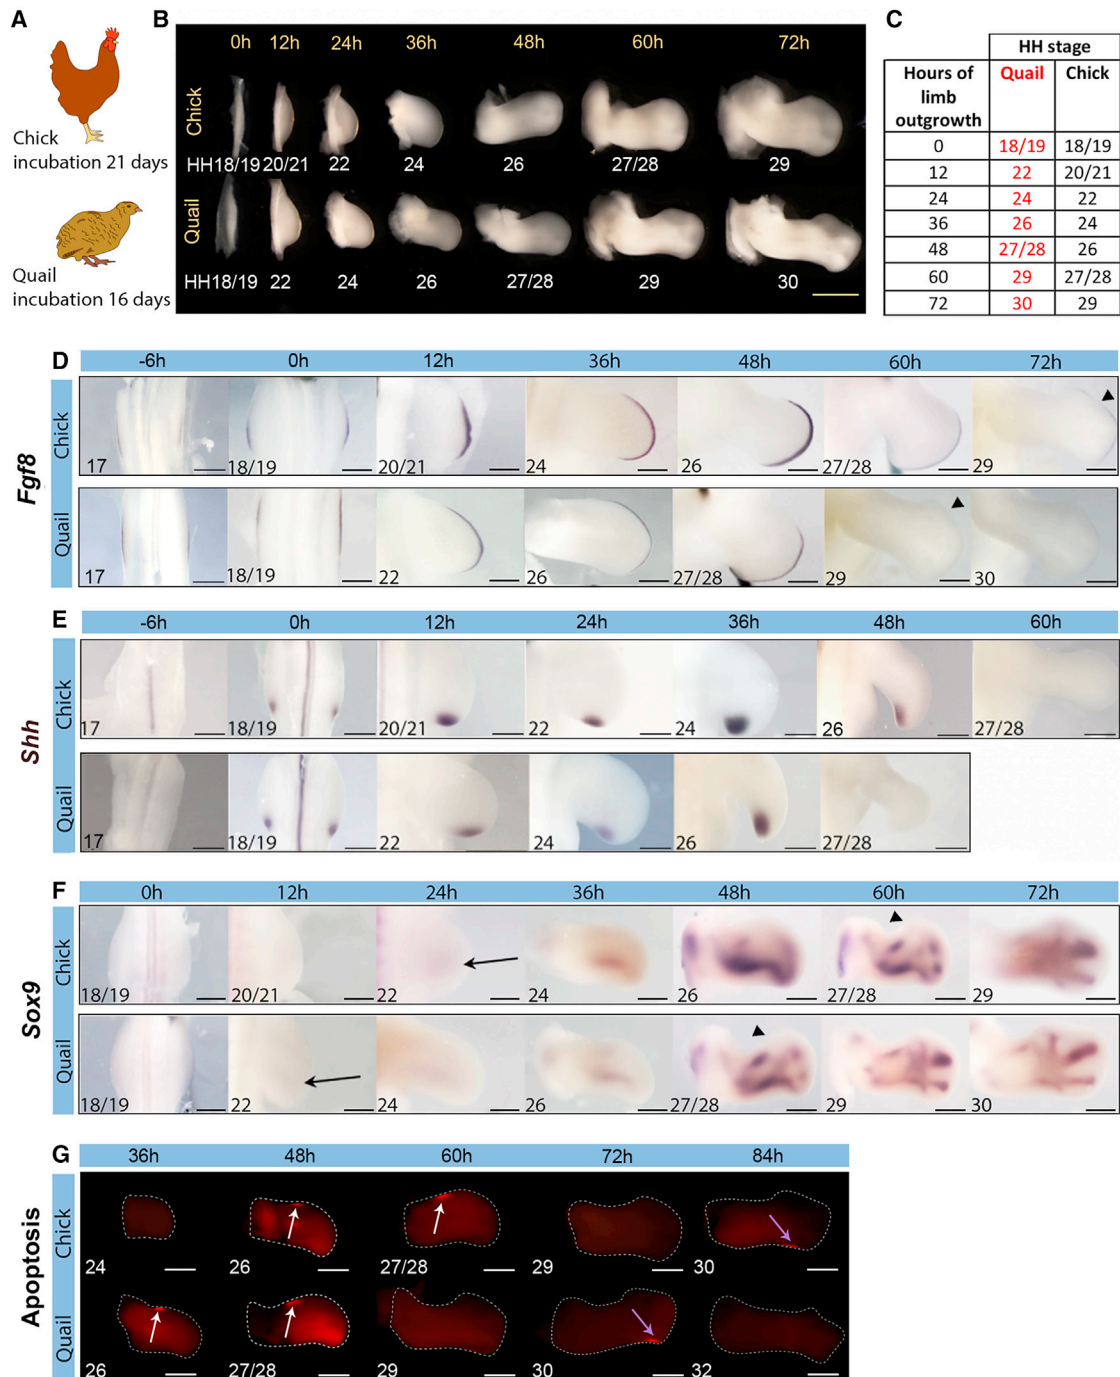 A
Chick
incubation 21 days
Quail
incubation 16 days
B
0h 12h 24h 36h 48h 60h 72h
Chick
HH18/19 20/21 22 24 26 27/28 29
Quail
HH18/19 22 24 26 27/28 29 30
C
HH stage
Hours of limb outgrowth Quail Chick
0 18/19 18/19
12 22 20/21
24 24 22
36 26 24
48 27/28 26
60 29 27/28
72 30 29
D
-6h 0h 12h 36h 48h 60h 72h
Fgf8
Chick
17 18/19 20/21 24 26 27/28 29
Quail
17 18/19 22 26 27/28 29 30
E
-6h 0h 12h 24h 36h 48h 60h
Shh
Chick
17 18/19 20/21 22 24 26 27/28
Quail
17 18/19 22 24 26 27/28
F
0h 12h 24h 36h 48h 60h 72h
Sox9
Chick
18/19 20/21 22 24 26 27/28 29
Quail
18/19 22 24 26 27/28 29 30
G
36h 48h 60h 72h 84h
Apoptosis
Chick
24 26 27/28 29 30
Quail
26 27/28 29 30 32